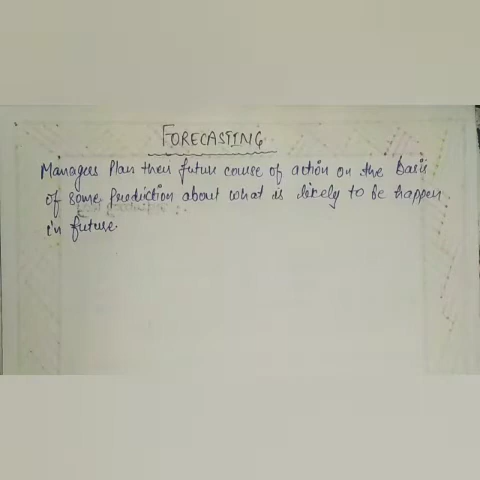 FORECASTING
Managers Plan their future course of action on the basis
of some production about what is likely to be happen
in future.